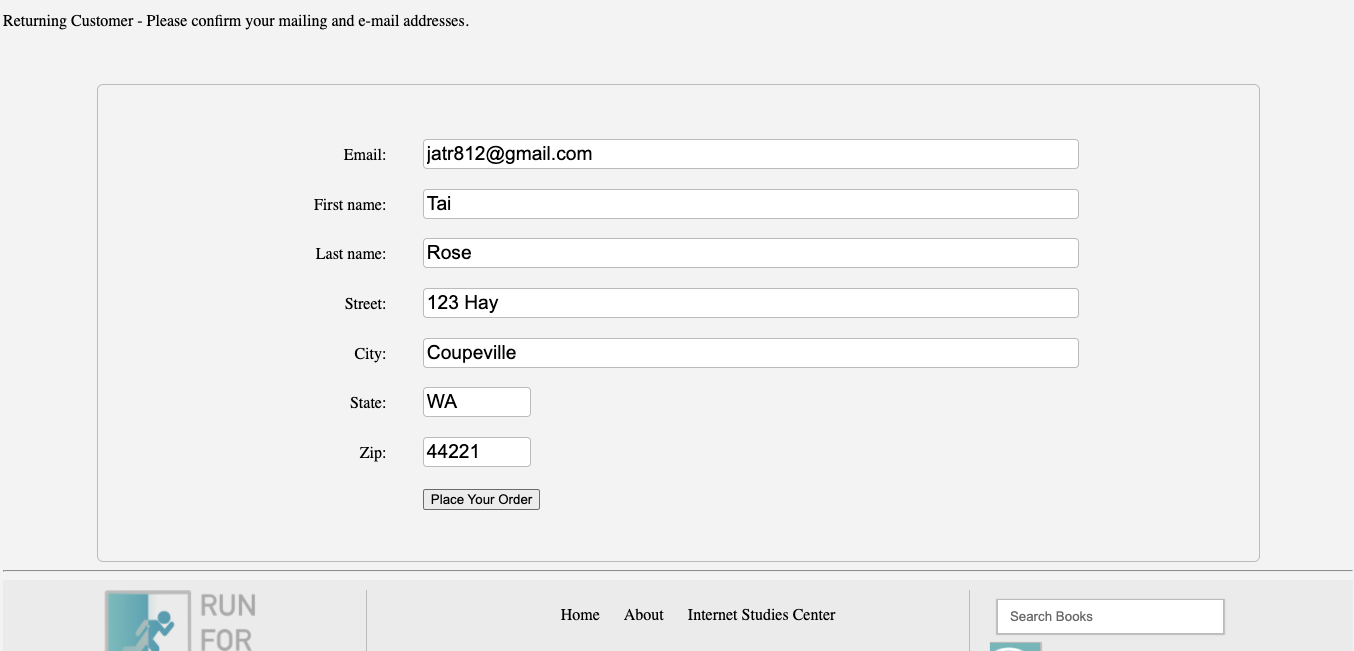 Returning Customer - Please confirm your mailing and e-mail addresses.
Email: jatr812@gmail.com
First name: Tai
Last name: Rose
Street: 123 Hay
City: Coupeville
State: WA
Zip: 44221
Place Your Order
RUN
FOR
Home About Internet Studies Center
Search Books